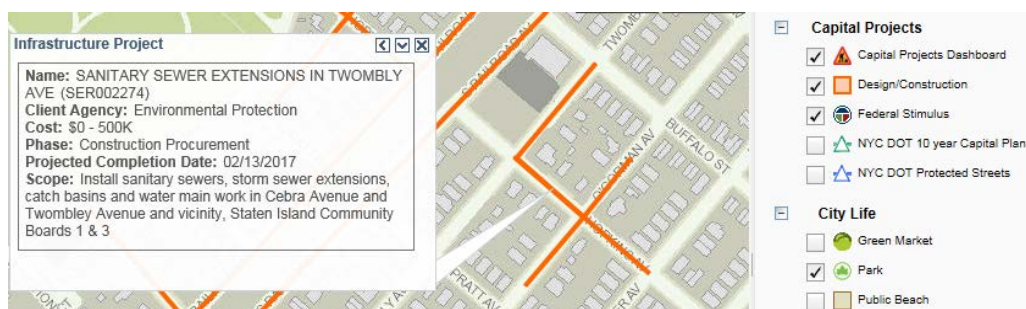 Infrastructure Project
Name: SANITARY SEWER EXTENSIONS IN TWOMBLY
AVE (SER002274)
Client Agency: Environmental Protection
Cost: $0 - 500K
Phase: Construction Procurement
Projected Completion Date: 02/13/2017
Scope: Install sanitary sewers, storm sewer extensions,
catch basins and water main work in Cebra Avenue and
Twombley Avenue and vicinity, Staten Island Community
Boards 1 & 3
BUFFALO ST
HOPKINS AV
PRATT AV
Capital Projects
Capital Projects Dashboard
Design/Construction
Federal Stimulus
NYC DOT 10 year Capital Plan
NYC DOT Protected Streets
City Life
Green Market
Park
Public Beach